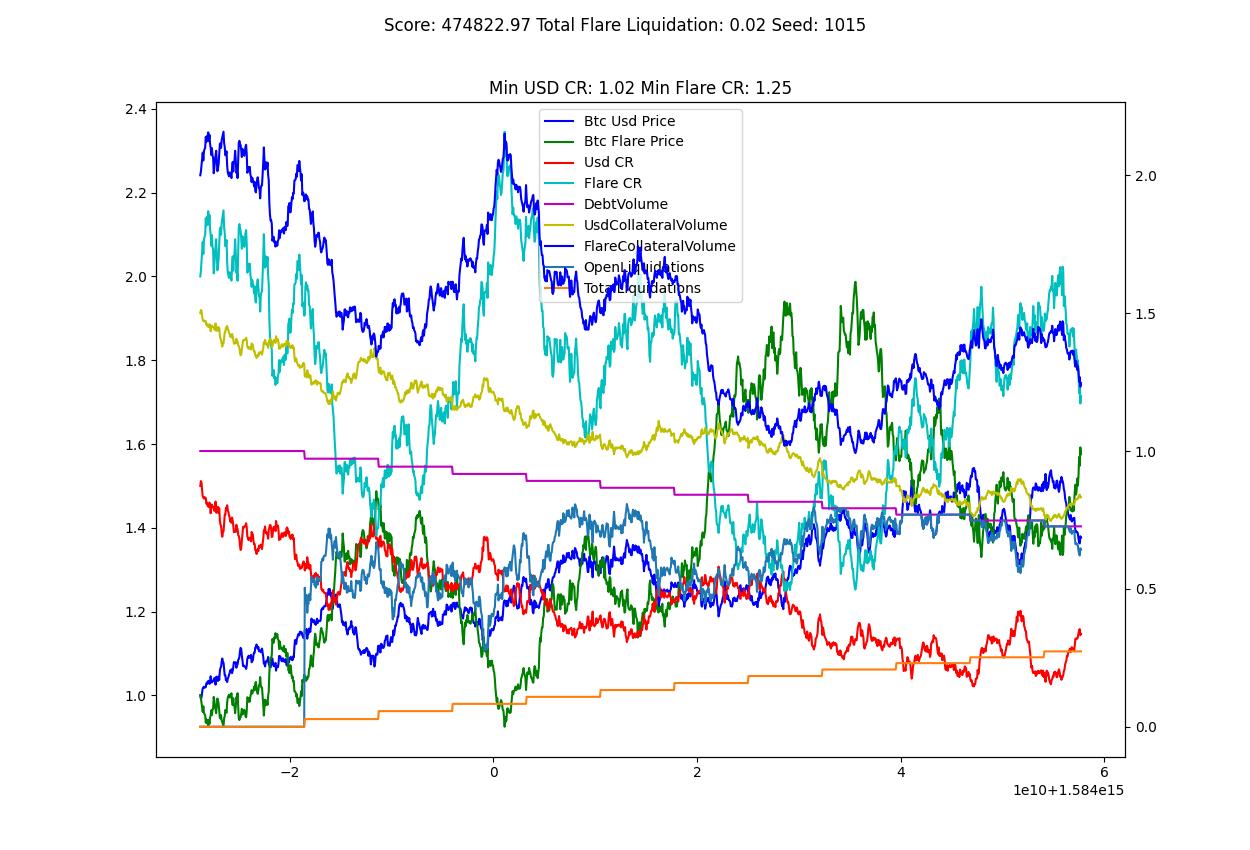 Score: 474822.97 Total Flare Liquidation: 0.02 Seed: 1015
Min USD CR: 1.02 Min Flare CR: 1.25
Btc Usd Price
Btc Flare Price
Usd CR
Flare CR
DebtVolume
UsdCollateralVolume
FlareCollateralVolume
OpenLiquidations
TotalLiquidations
2.4
2.2
2.0
1.8
1.6
1.4
1.2
1.0
2.0
1.5
1.0
0.5
0.0
−2
0
2
4
6
1e10+1.584e15